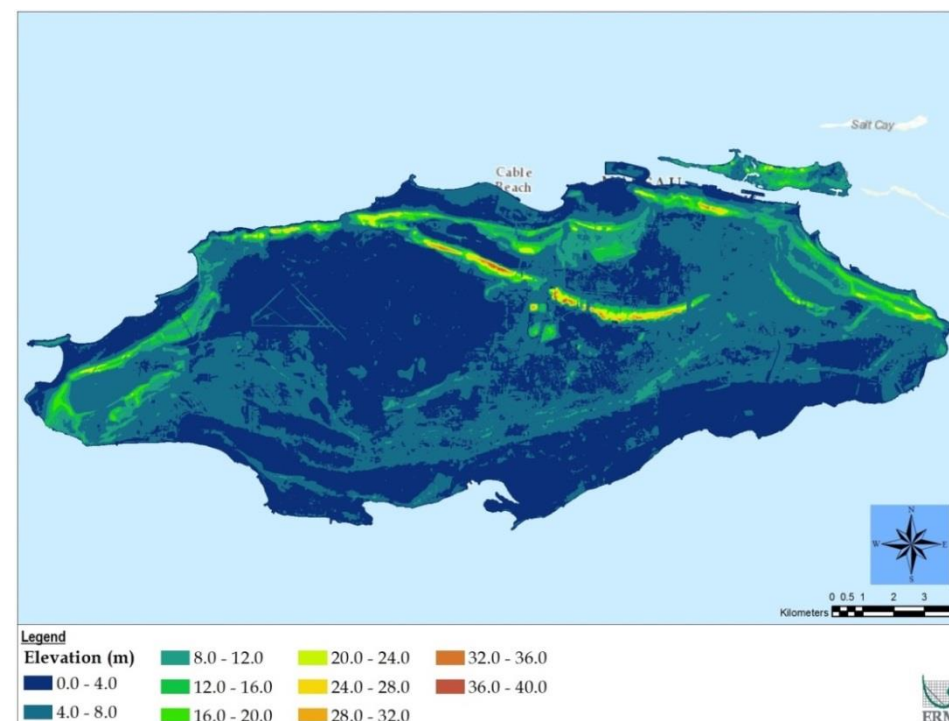 Salt Cay
Cable
Reach
AU
N
W
E
S
0 0.5 1 2 3
Kilometers
Legend
Elevation (m)
0.0 - 4.0
4.0 - 8.0
8.0 - 12.0
12.0 - 16.0
16.0 - 20.0
20.0 - 24.0
24.0 - 28.0
28.0 - 32.0
32.0 - 36.0
36.0 - 40.0